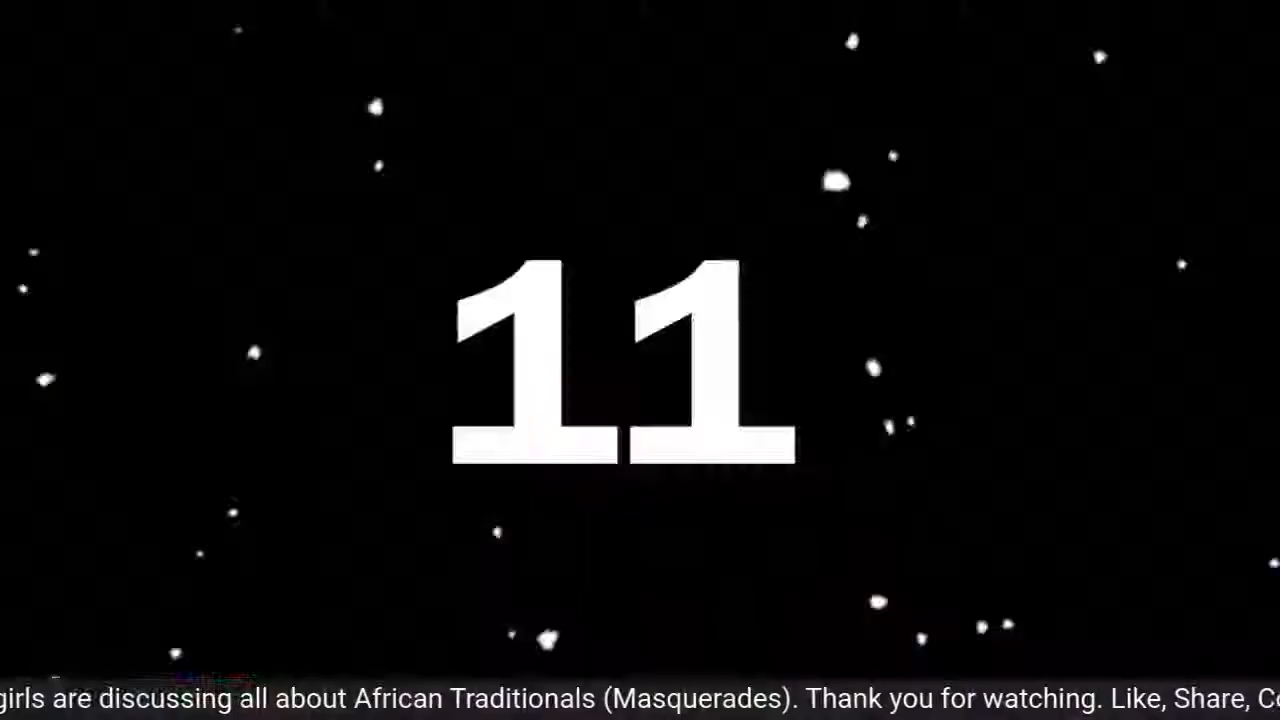 11
girls are discussing all about African Traditionals (Masquerades). Thank you for watching. Like, Share,